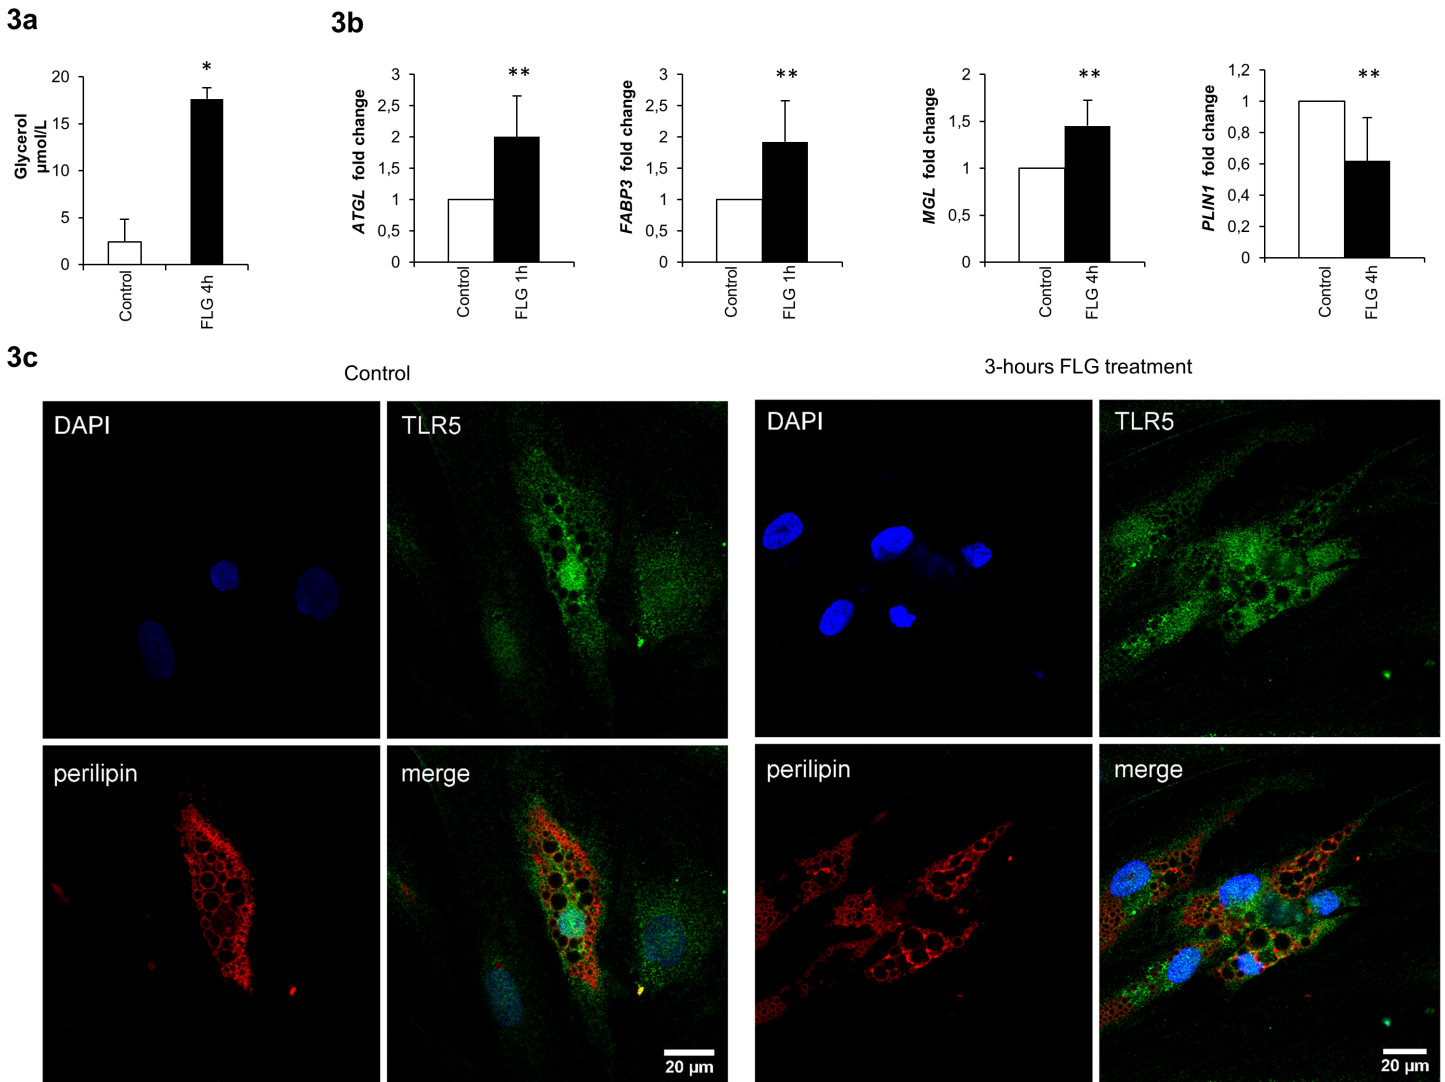 3a
3b
Glycerol
µmol/L
20
15
10
5
0
*
Control
FLG 4h
ATGL fold change
3
2,5
2
1,5
1
0,5
0
**
Control
FLG 1h
FABP3 fold change
3
2,5
2
1,5
1
0,5
0
**
Control
FLG 1h
MGL fold change
2
1,5
1
0,5
0
**
Control
FLG 4h
PLIN1 fold change
1,2
1
0,8
0,6
0,4
0,2
0
**
Control
FLG 4h
3c
Control
3-hours FLG treatment
DAPI
TLR5
DAPI
TLR5
perilipin
merge
perilipin
merge
20 µm
20 µm